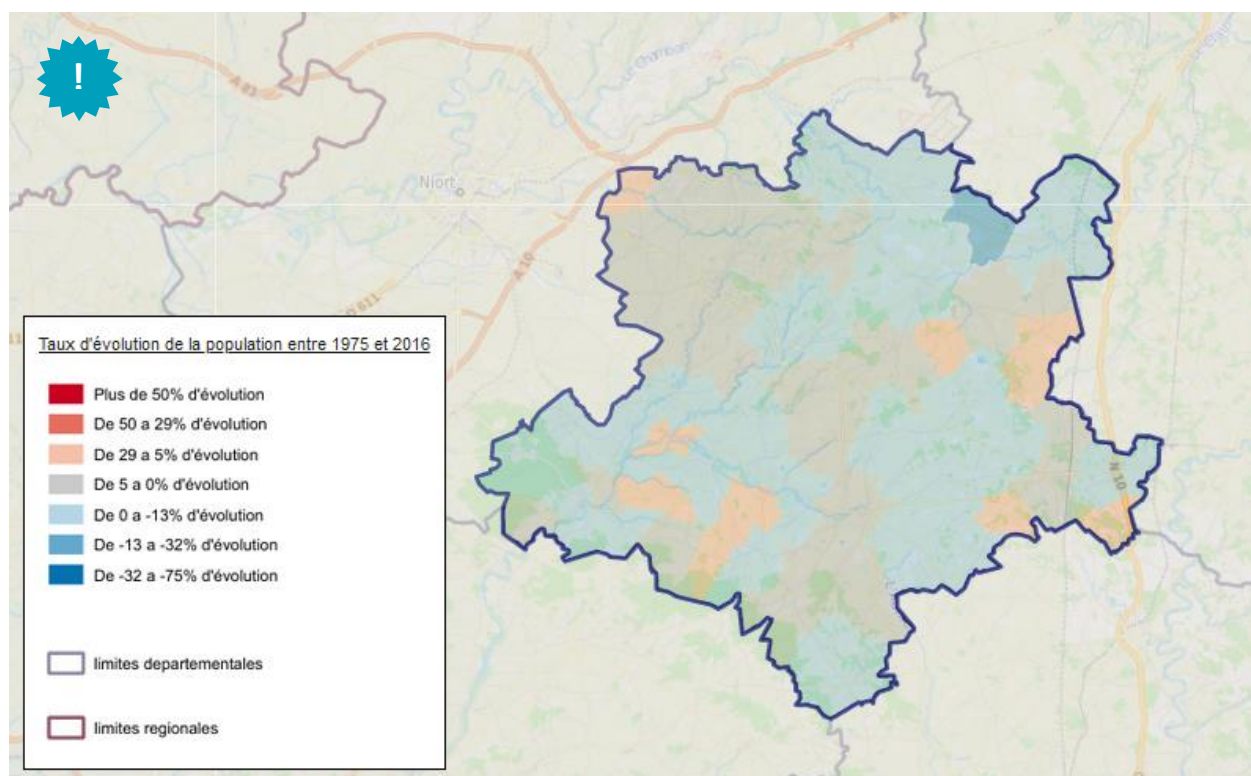 !
A 83
le Chambon
Niort
A 10
D 611
N 10
Taux d'évolution de la population entre 1975 et 2016
Plus de 50% d'évolution
De 50 a 29% d'évolution
De 29 a 5% d'évolution
De 5 a 0% d'évolution
De 0 a -13% d'évolution
De -13 a -32% d'évolution
De -32 a -75% d'évolution
limites departementales
limites regionales